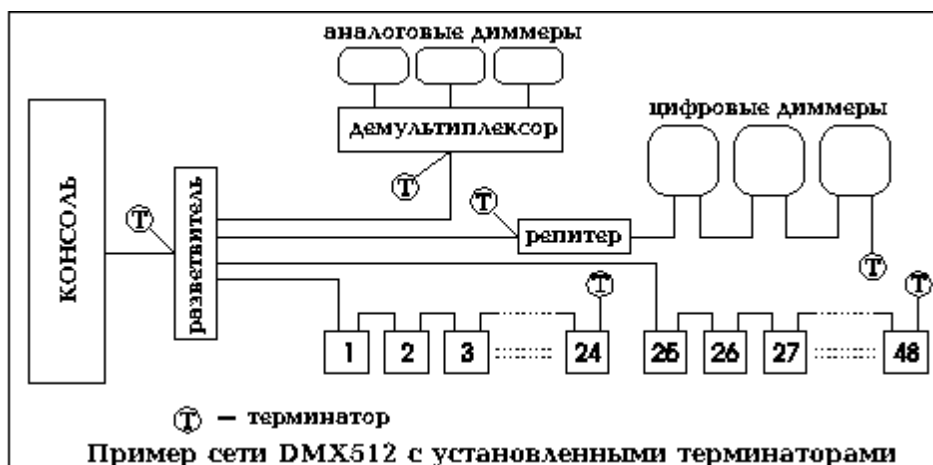 аналоговые диммеры
цифровые диммеры
демультиплексор
КОНСОЛЬ
разветвитель
Т
Т
Т
репитер
Т
Т
Т
1
2
3
24
25
26
27
48
Т – терминатор
Пример сети DMX512 с установленными терминаторами